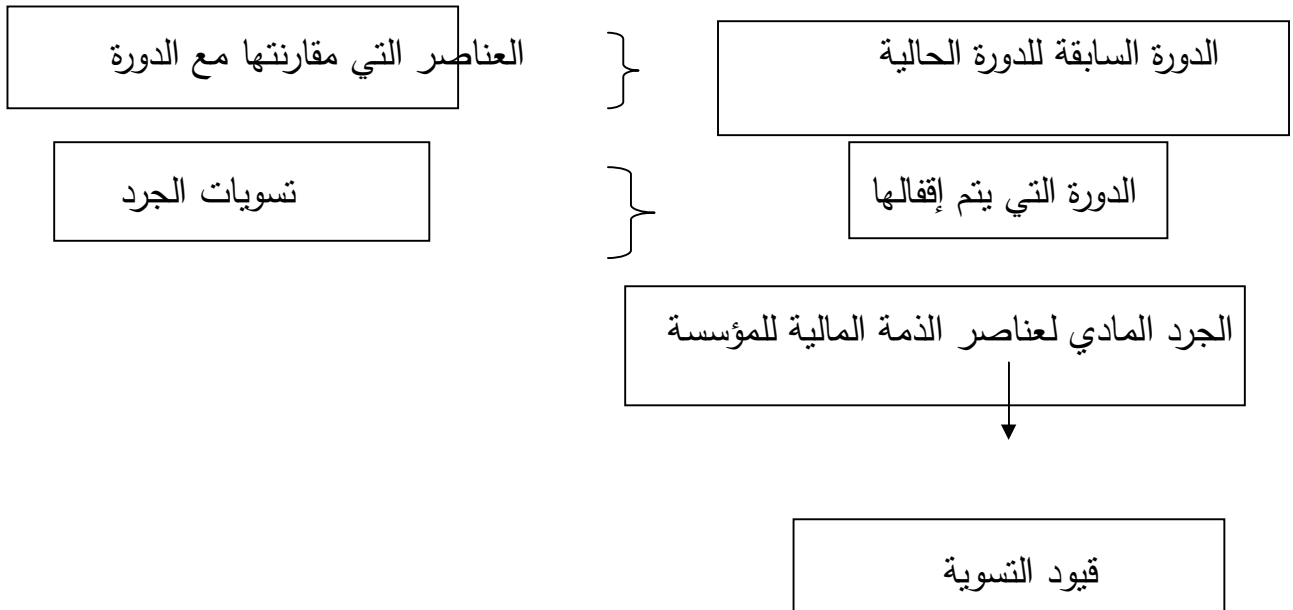 الدورة السابقة للدورة الحالية
العناصر التي مقارنتها مع الدورة
الدورة التي يتم إقفالها
تسويات الجرد
الجرد المادي لعناصر الذمة المالية للمؤسسة
قيود التسوية